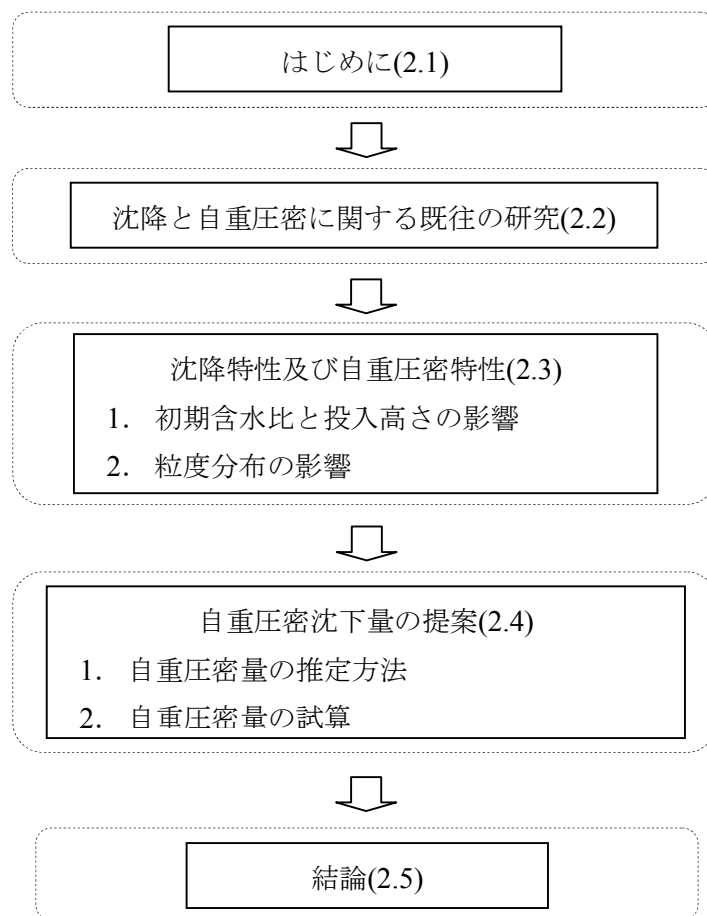 はじめに(2.1)
沈降と自重圧密に関する既往の研究(2.2)
沈降特性及び自重圧密特性(2.3)
1. 初期含水比と投入高さの影響
2. 粒度分布の影響
自重圧密沈下量の提案(2.4)
1. 自重圧密量の推定方法
2. 自重圧密量の試算
結論(2.5)